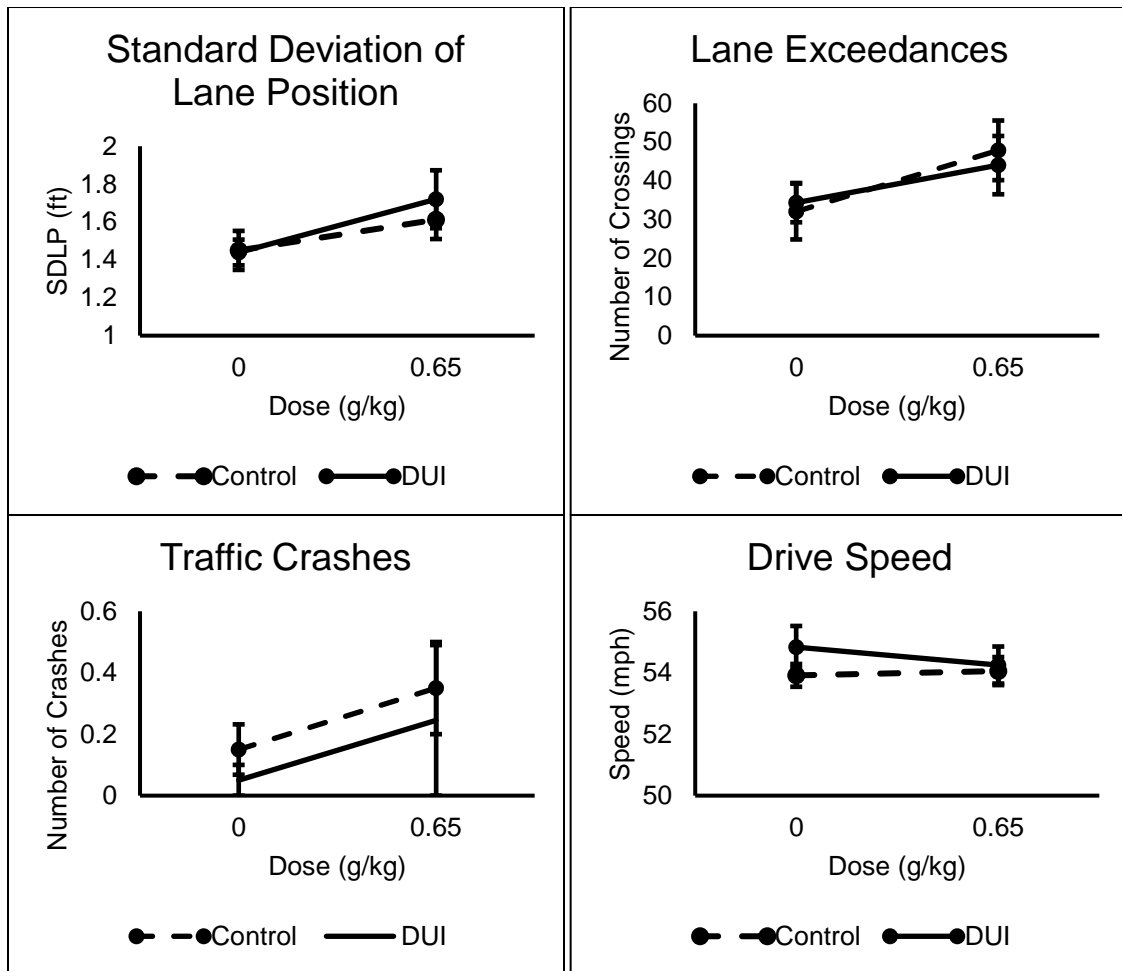 Standard Deviation of
Lane Position
SDLP (ft)
2
1.8
1.6
1.4
1.2
1
0 0.65
Dose (g/kg)
Control DUI
Lane Exceedances
Number of Crossings
60
50
40
30
20
10
0
0 0.65
Dose (g/kg)
Control DUI
Traffic Crashes
Number of Crashes
0.6
0.4
0.2
0
0 0.65
Dose (g/kg)
Control DUI
Drive Speed
Speed (mph)
56
54
52
50
0 0.65
Dose (g/kg)
Control DUI